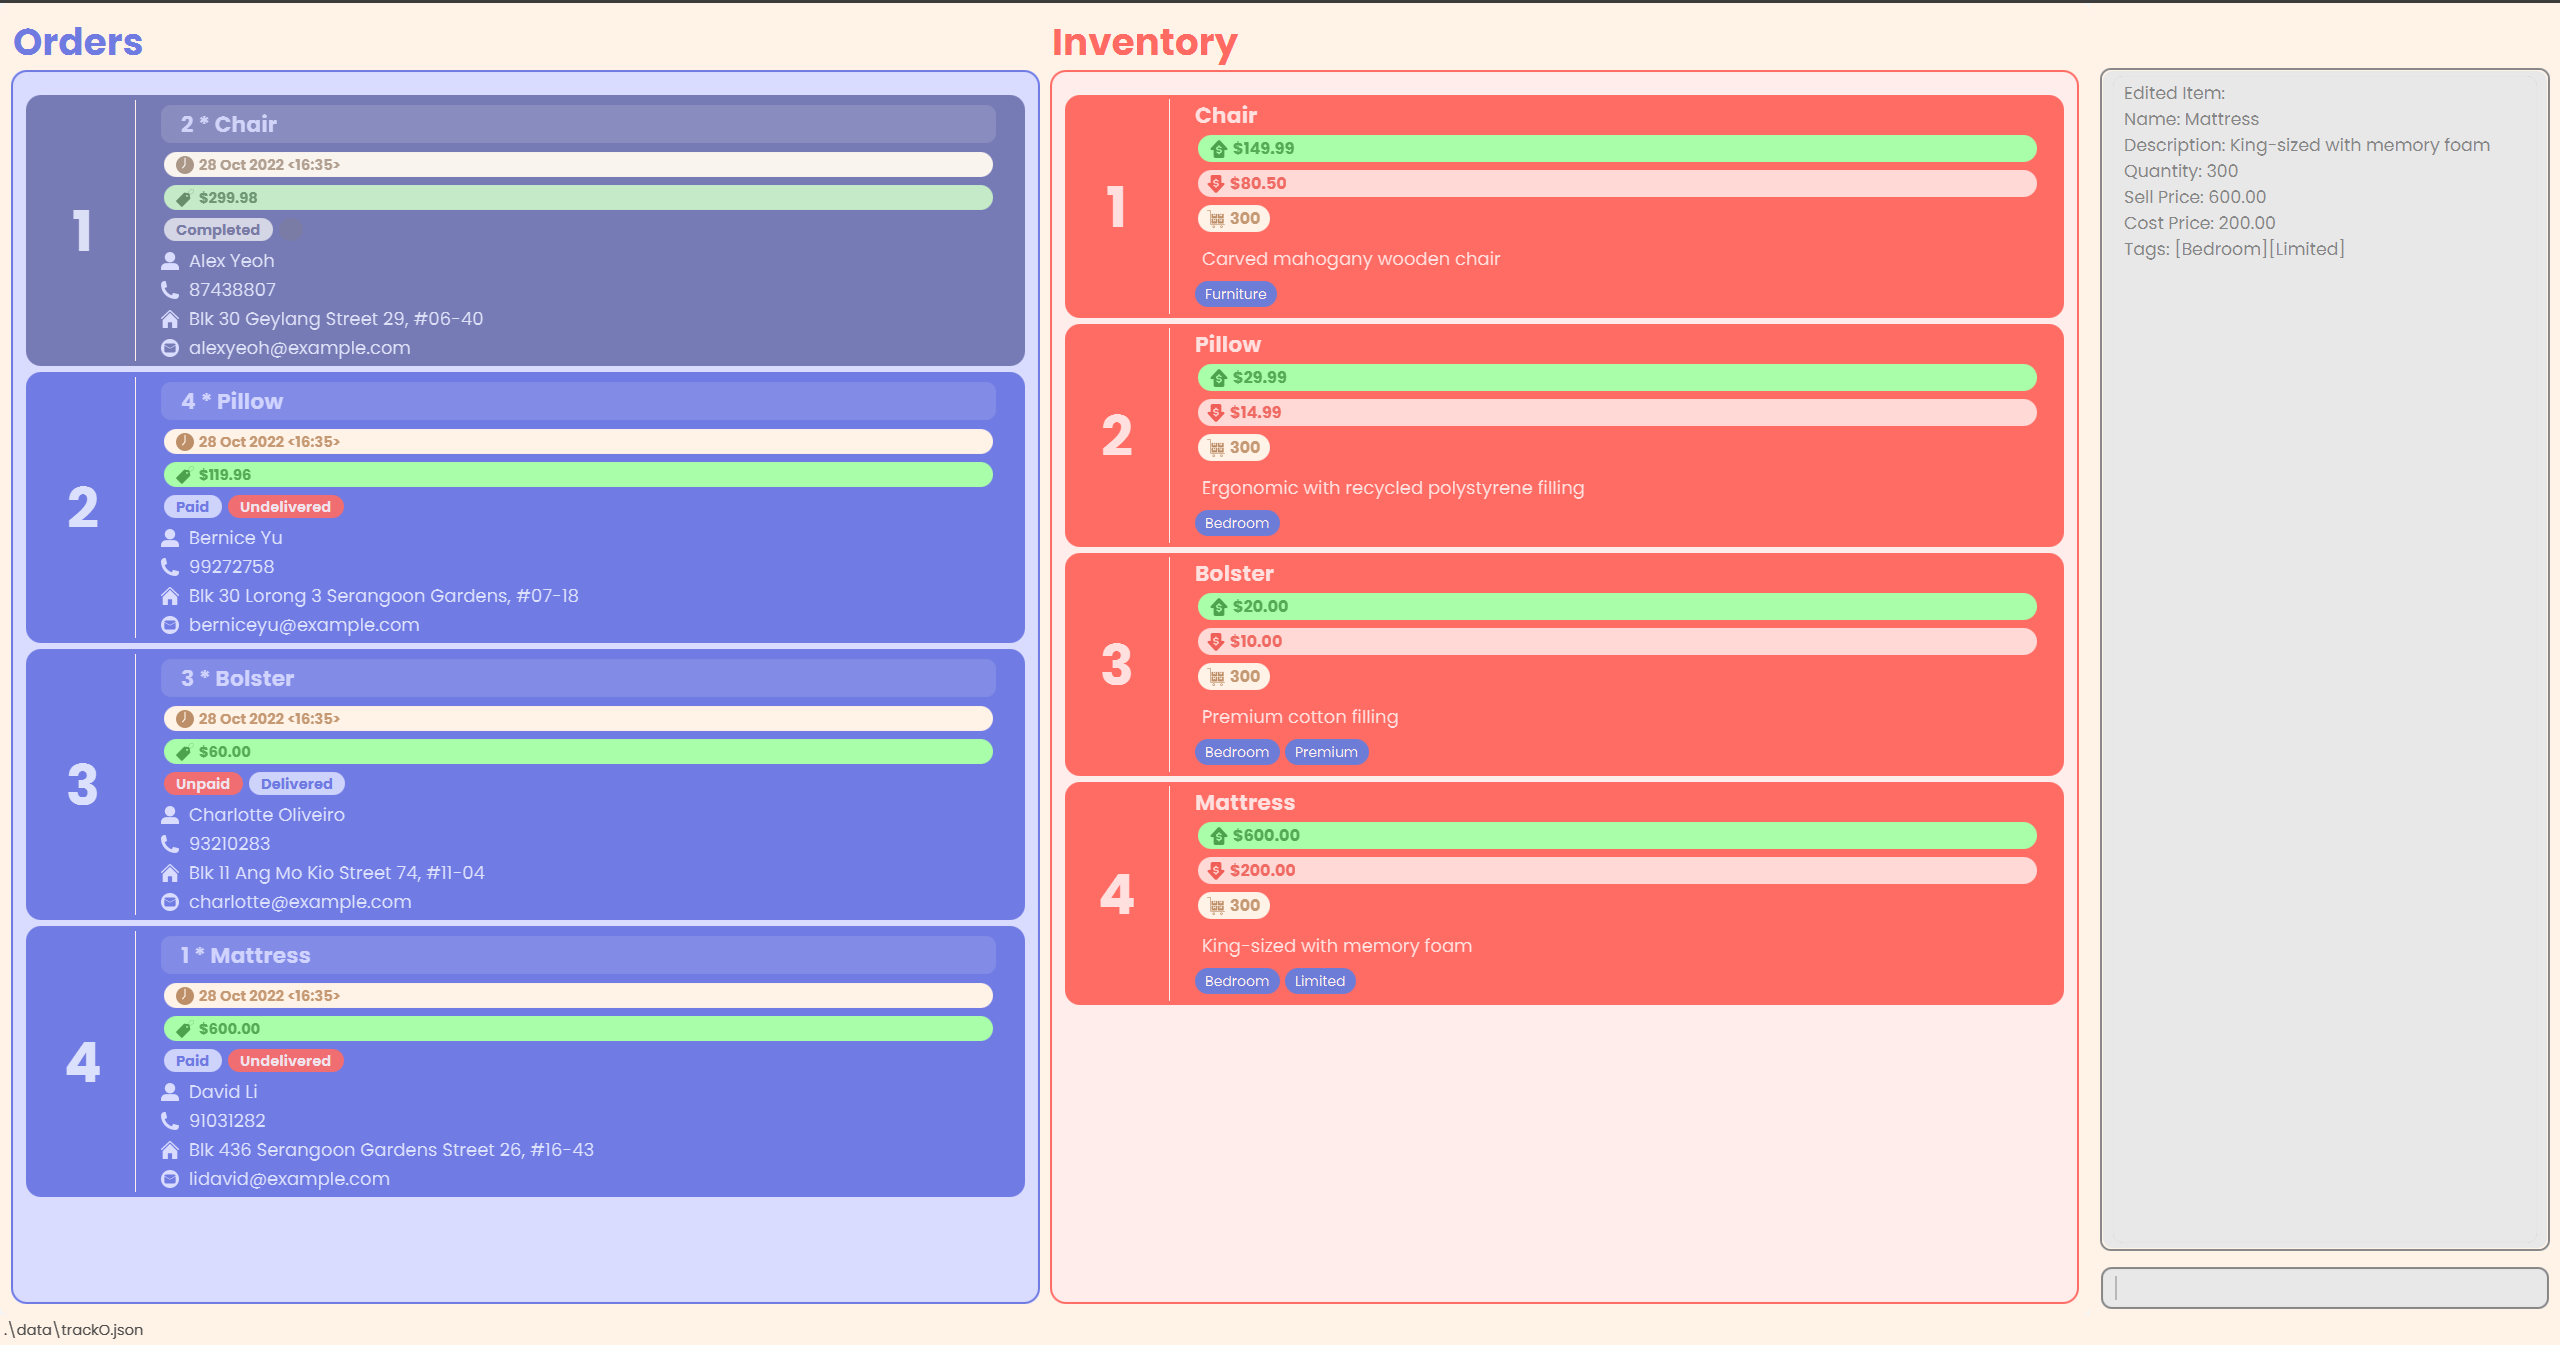 Orders
1
2 * Chair
28 Oct 2022 <16:35>
$299.98
Completed
Alex Yeoh
87438807
Blk 30 Geylang Street 29, #06-40
alexyeoh@example.com
2
4 * Pillow
28 Oct 2022 <16:35>
$119.96
Paid Undelivered
Bernice Yu
99272758
Blk 30 Lorong 3 Serangoon Gardens, #07-18
berniceyu@example.com
3
3 * Bolster
28 Oct 2022 <16:35>
$60.00
Unpaid Delivered
Charlotte Oliveiro
93210283
Blk 11 Ang Mo Kio Street 74, #11-04
charlotte@example.com
4
1 * Mattress
28 Oct 2022 <16:35>
$600.00
Paid Undelivered
David Li
91031282
Blk 436 Serangoon Gardens Street 26, #16-43
lidavid@example.com
Inventory
1
Chair
$149.99
$80.50
300
Carved mahogany wooden chair
Furniture
2
Pillow
$29.99
$14.99
300
Ergonomic with recycled polystyrene filling
Bedroom
3
Bolster
$20.00
$10.00
300
Premium cotton filling
Bedroom Premium
4
Mattress
$600.00
$200.00
300
King-sized with memory foam
Bedroom Limited
Edited Item:
Name: Mattress
Description: King-sized with memory foam
Quantity: 300
Sell Price: 600.00
Cost Price: 200.00
Tags: [Bedroom][Limited]
.\data\trackO.json